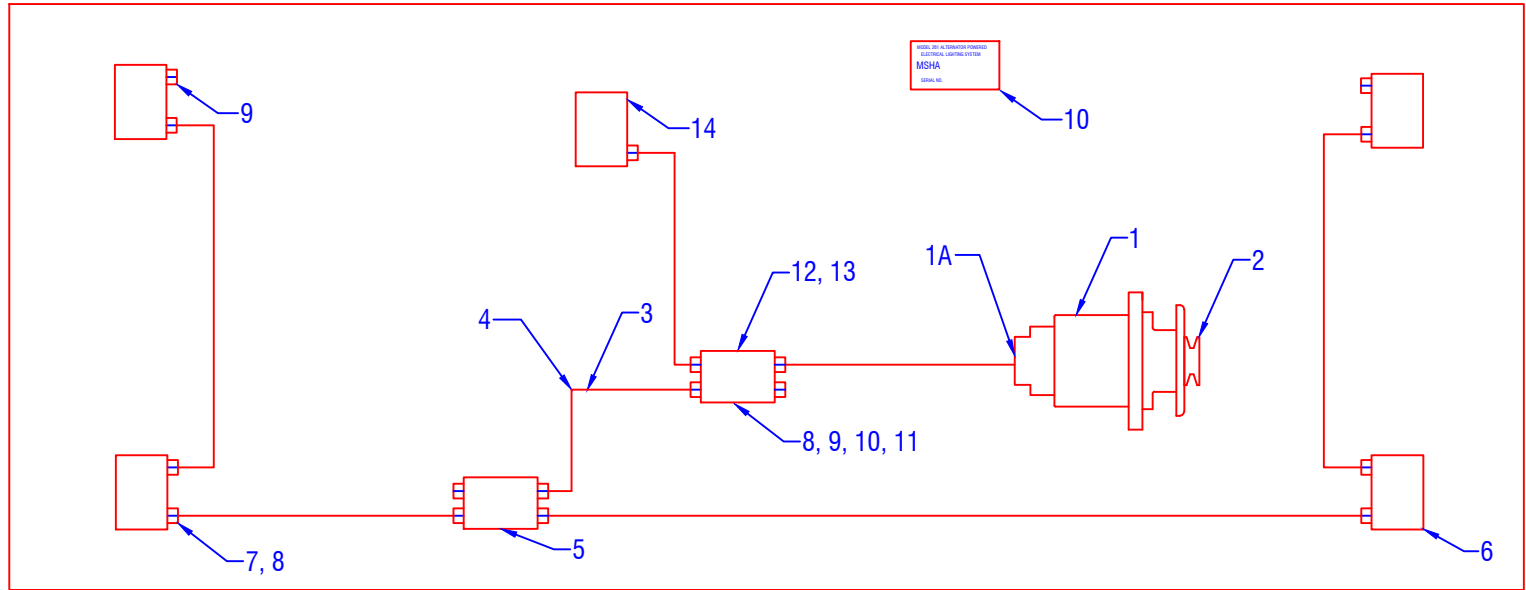 MODEL 201 ALTERNATOR POWERED
ELECTRICAL LIGHTING SYSTEM
MSHA
SERIAL NO.
9
14
10
1
1A
2
12, 13
3
4
8, 9, 10, 11
5
7, 8
6